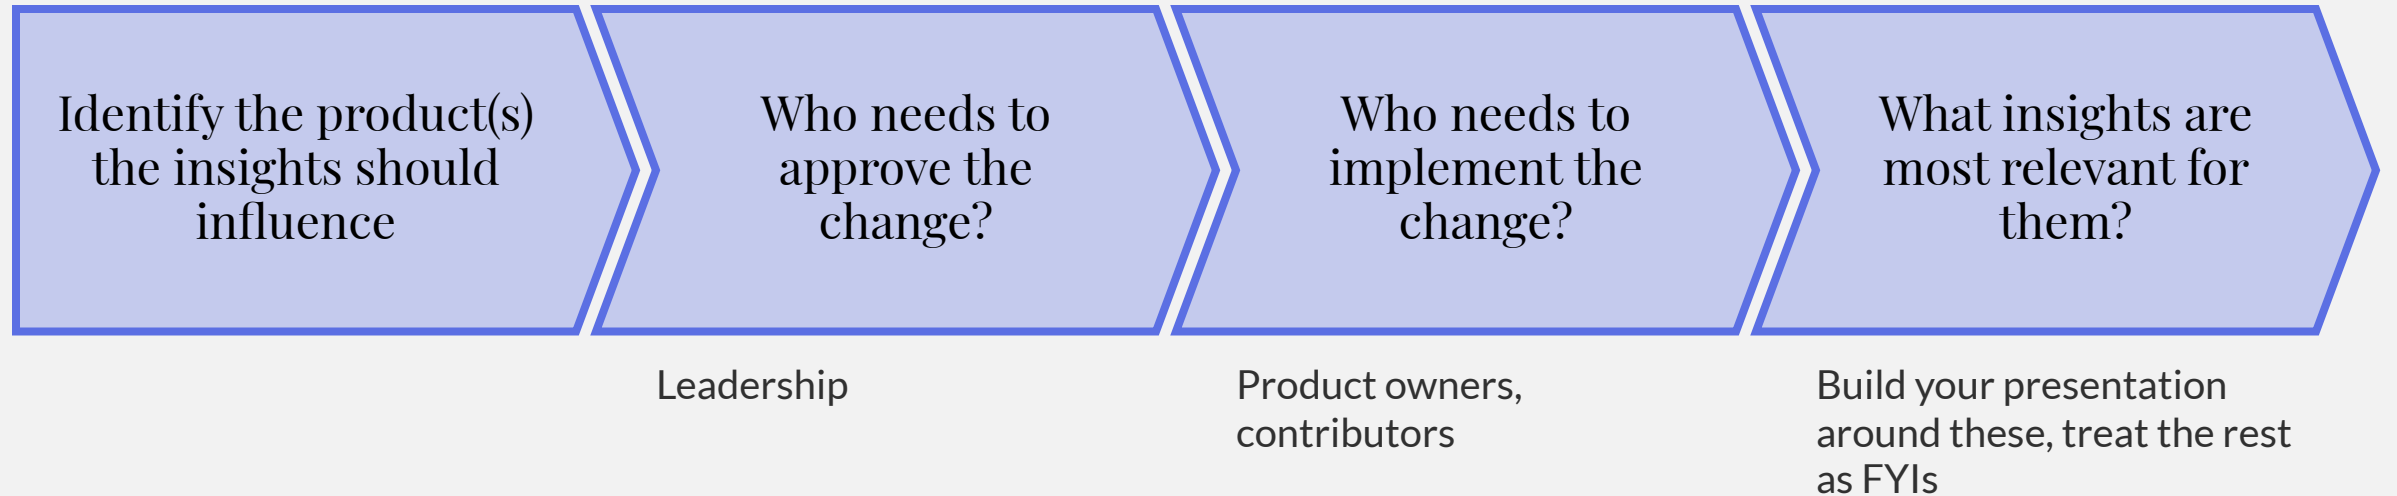 Identify the product(s)
the insights should
influence
Who needs to
approve the
change?
Who needs to
implement the
change?
What insights are
most relevant for
them?
Leadership
Product owners,
contributors
Build your presentation
around these, treat the rest
as FYIs